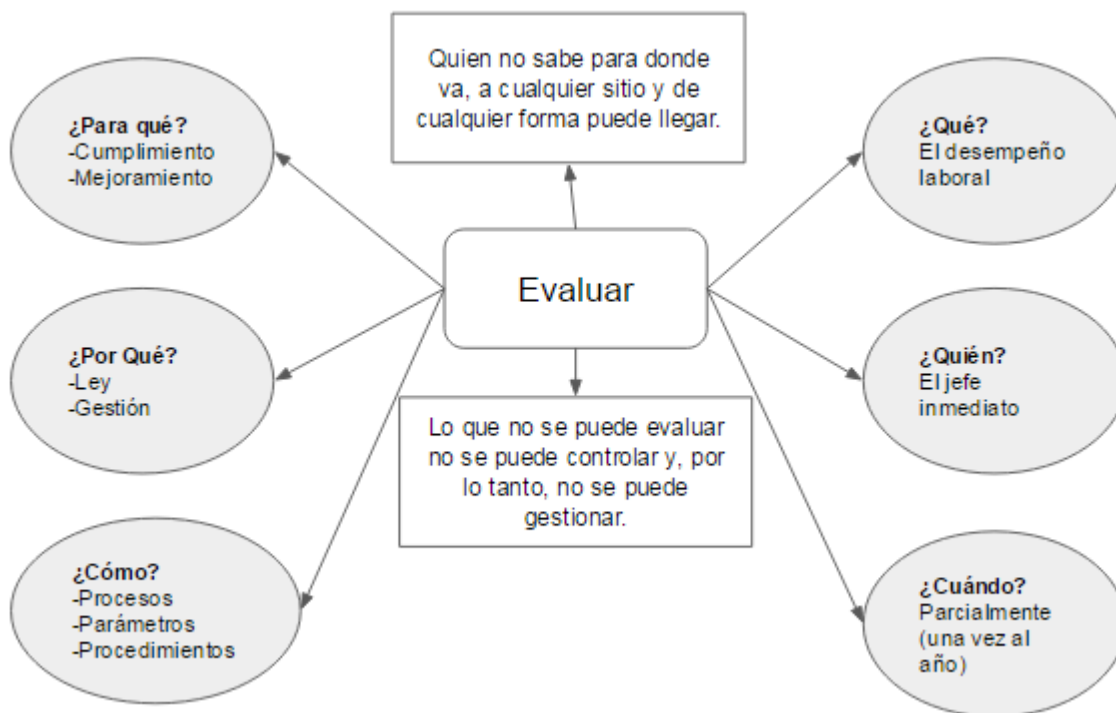 Quien no sabe para donde
va, a cualquier sitio y de
cualquier forma puede llegar.
¿Para qué?
-Cumplimiento
-Mejoramiento
¿Qué?
El desempeño
laboral
Evaluar
¿Por Qué?
-Ley
-Gestión
¿Quién?
El jefe
inmediato
Lo que no se puede evaluar
no se puede controlar y, por
lo tanto, no se puede
gestionar.
¿Cómo?
-Procesos
-Parámetros
-Procedimientos
¿Cuándo?
Parcialmente
(una vez al
año)